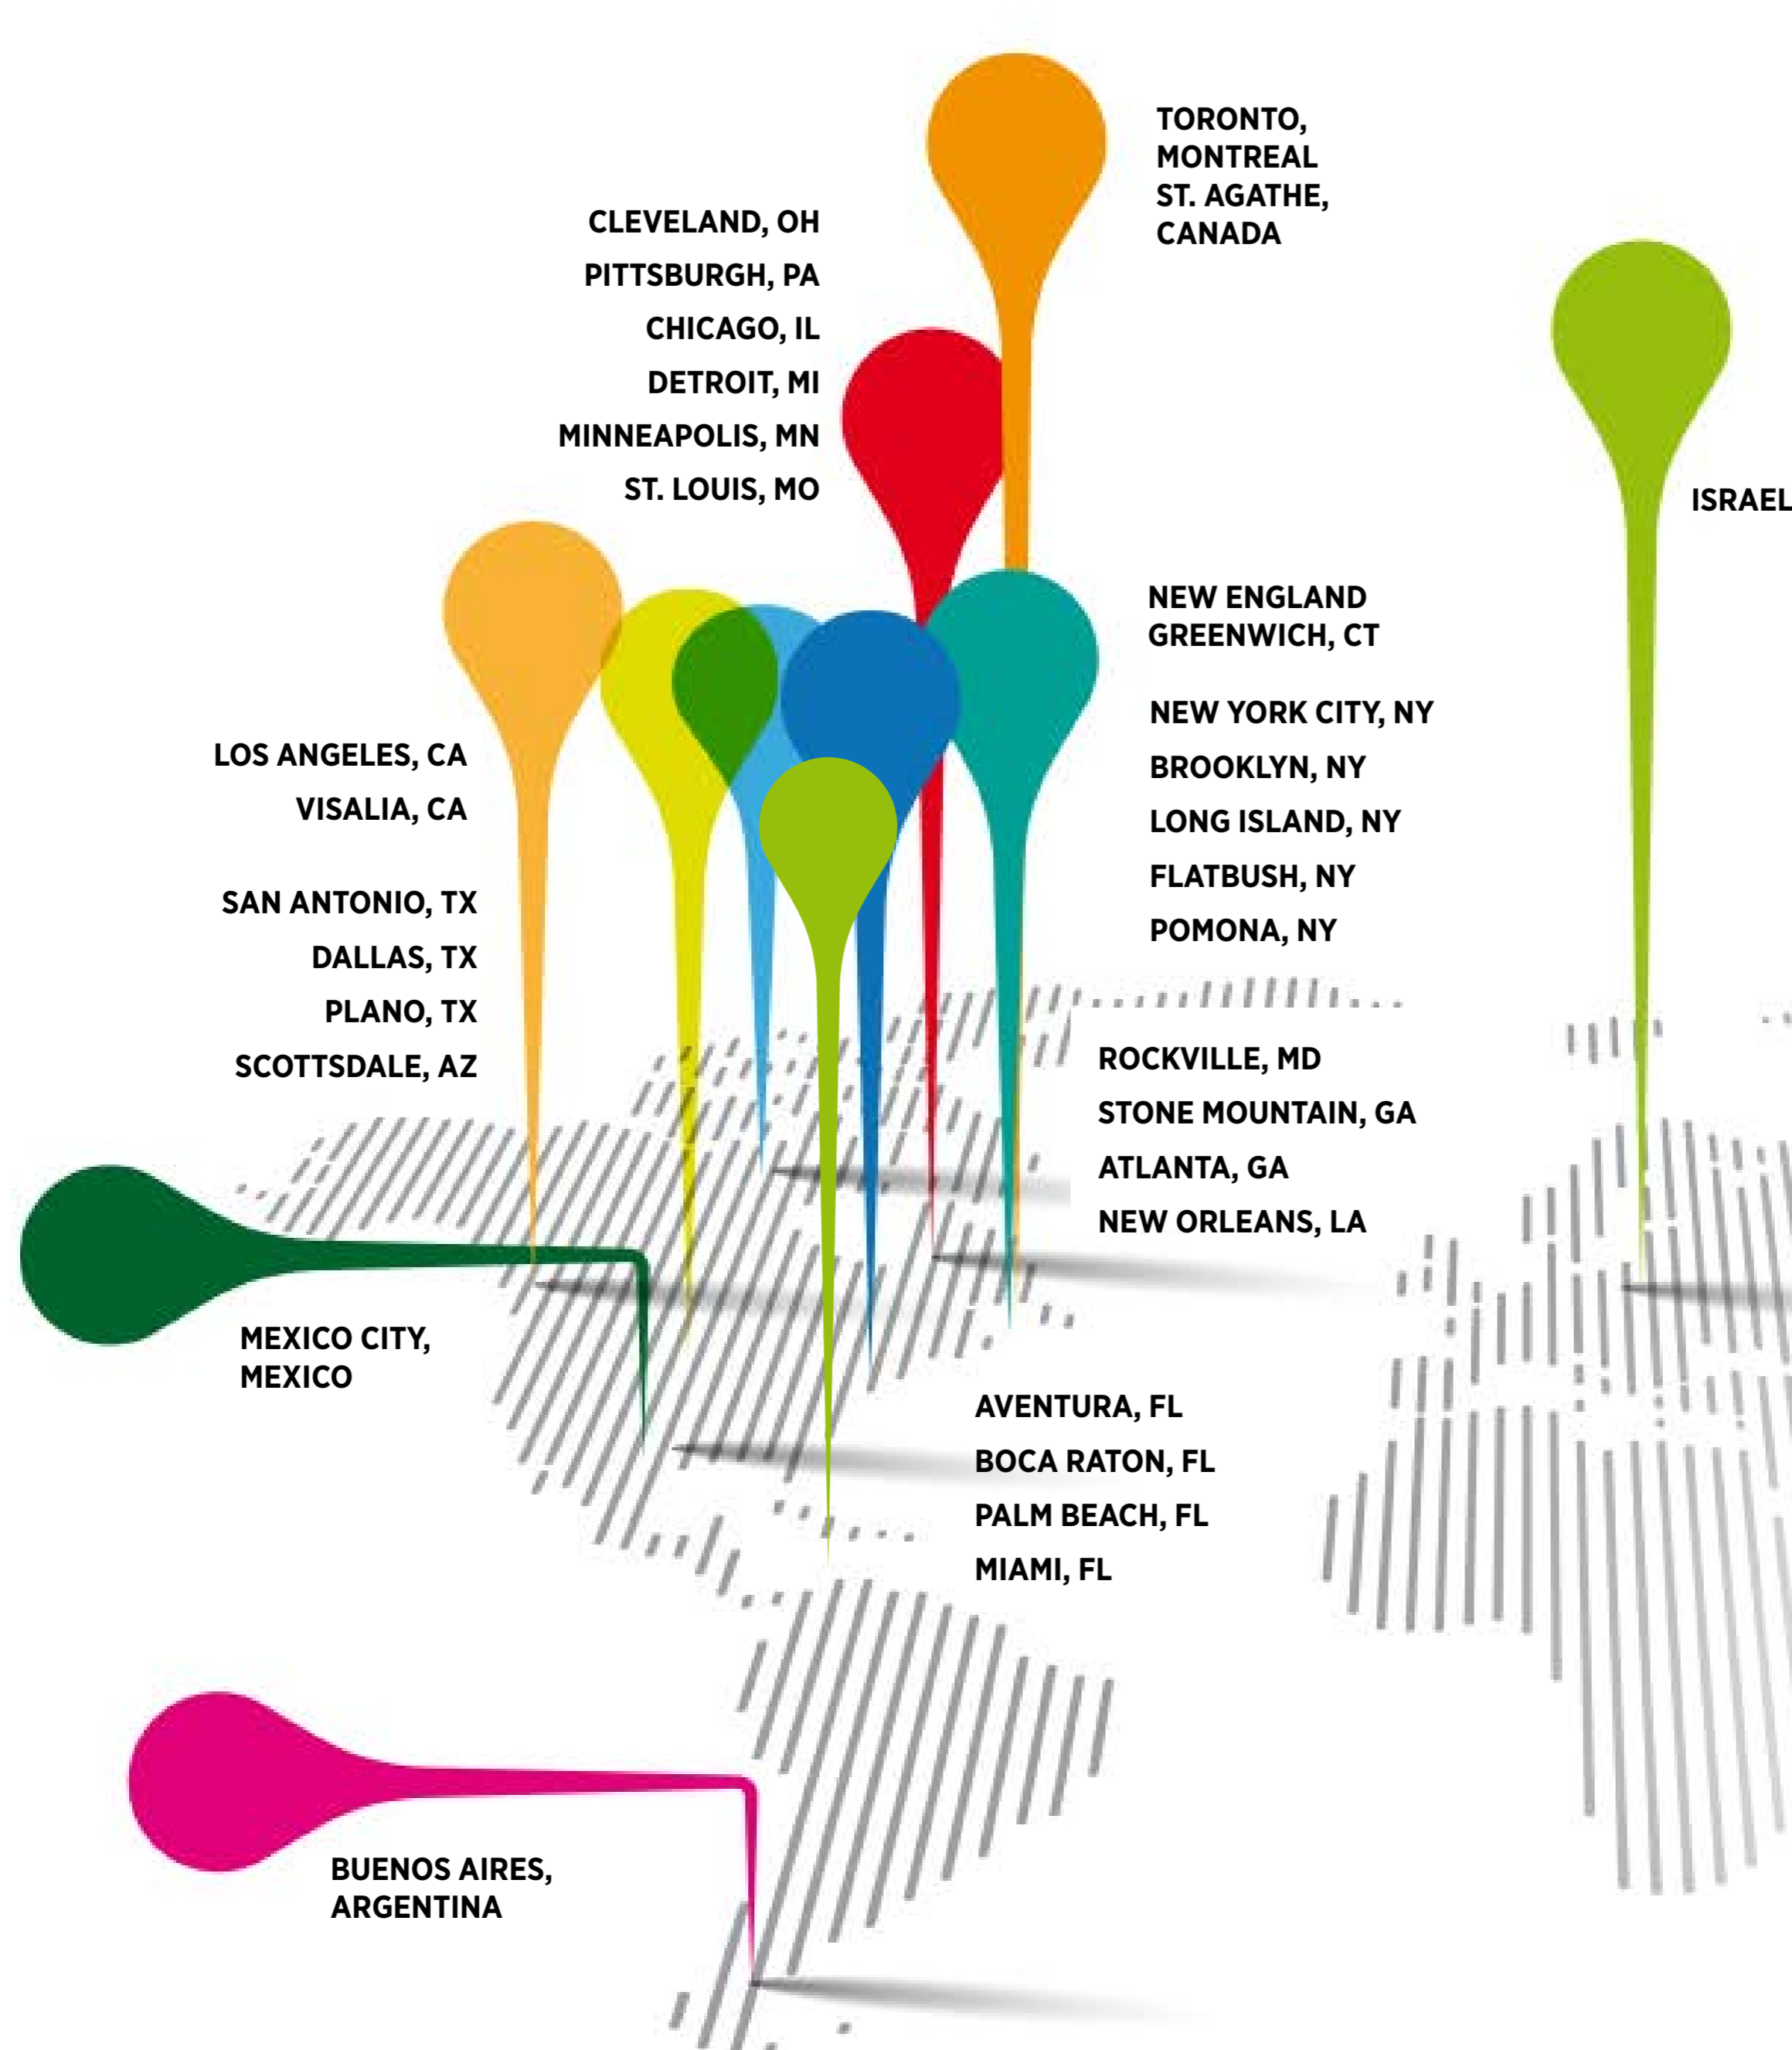 TORONTO,
MONTREAL
ST. AGATHE,
CANADA
CLEVELAND, OH
PITTSBURGH, PA
CHICAGO, IL
DETROIT, MI
MINNEAPOLIS, MN
ST. LOUIS, MO
ISRAEL
NEW ENGLAND
GREENWICH, CT
NEW YORK CITY, NY
BROOKLYN, NY
LONG ISLAND, NY
FLATBUSH, NY
POMONA, NY
LOS ANGELES, CA
VISALIA, CA
SAN ANTONIO, TX
DALLAS, TX
PLANO, TX
SCOTTSDALE, AZ
ROCKVILLE, MD
STONE MOUNTAIN, GA
ATLANTA, GA
NEW ORLEANS, LA
MEXICO CITY,
MEXICO
AVENTURA, FL
BOCA RATON, FL
PALM BEACH, FL
MIAMI, FL
BUENOS AIRES,
ARGENTINA